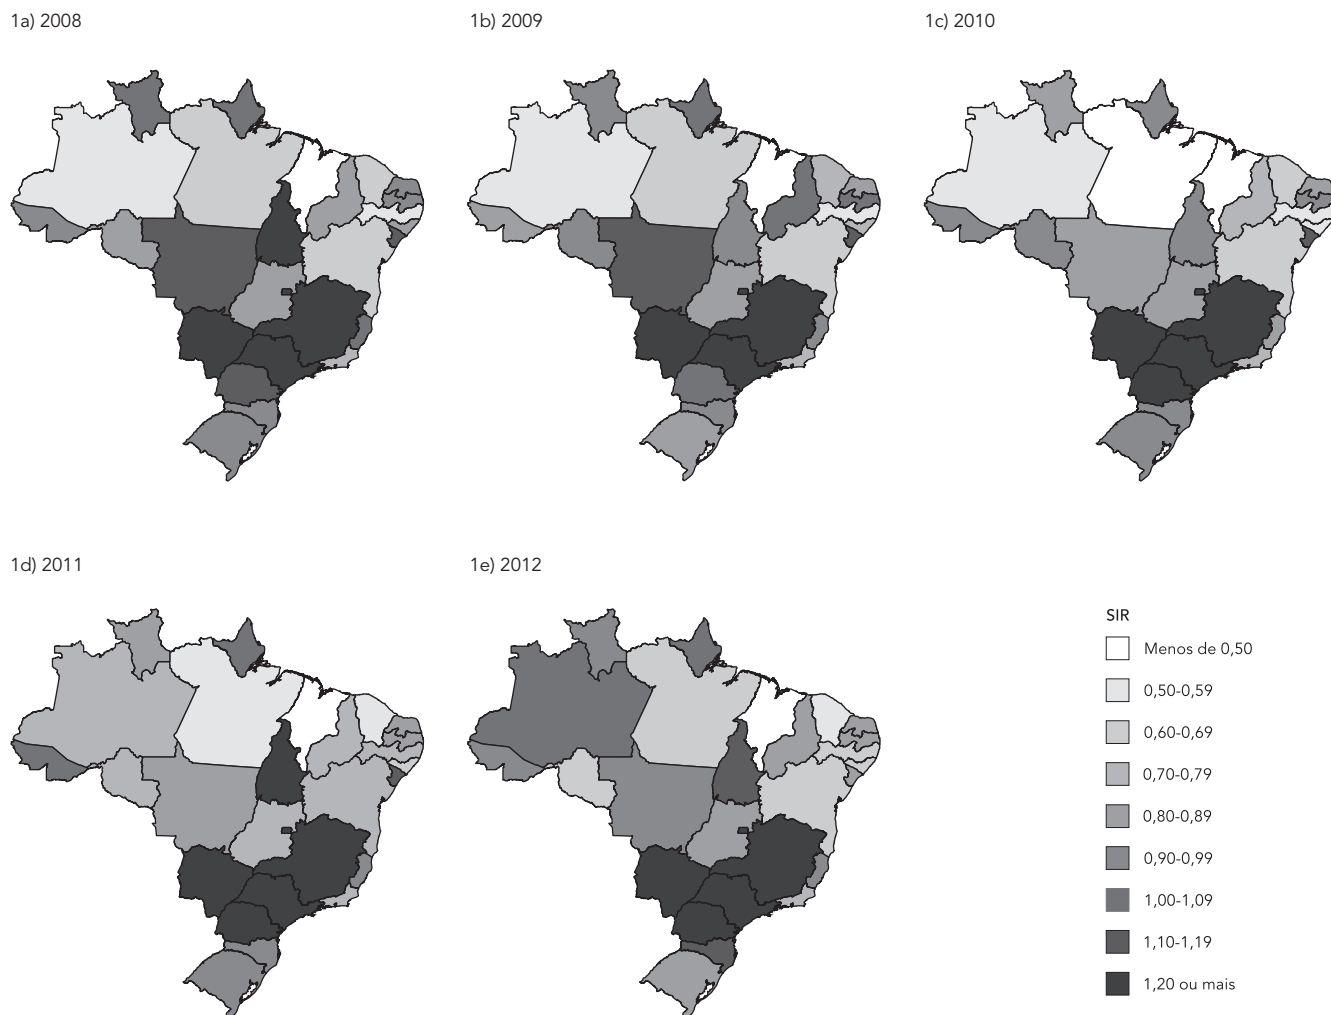 1a) 2008
1b) 2009
1c) 2010
1d) 2011
1e) 2012
SIR
Menos de 0,50
0,50-0,59
0,60-0,69
0,70-0,79
0,80-0,89
0,90-0,99
1,00-1,09
1,10-1,19
1,20 ou mais